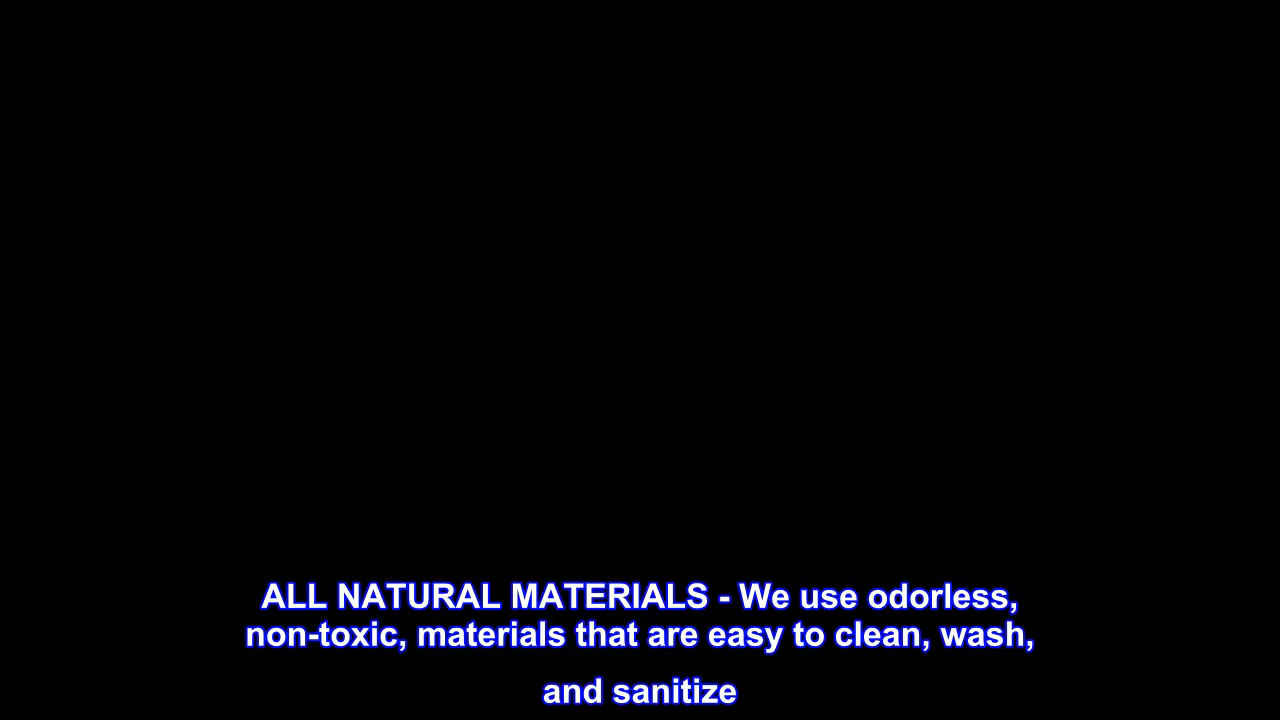 ALL NATURAL MATERIALS - We use odorless,
non-toxic, materials that are easy to clean, wash,
and sanitize